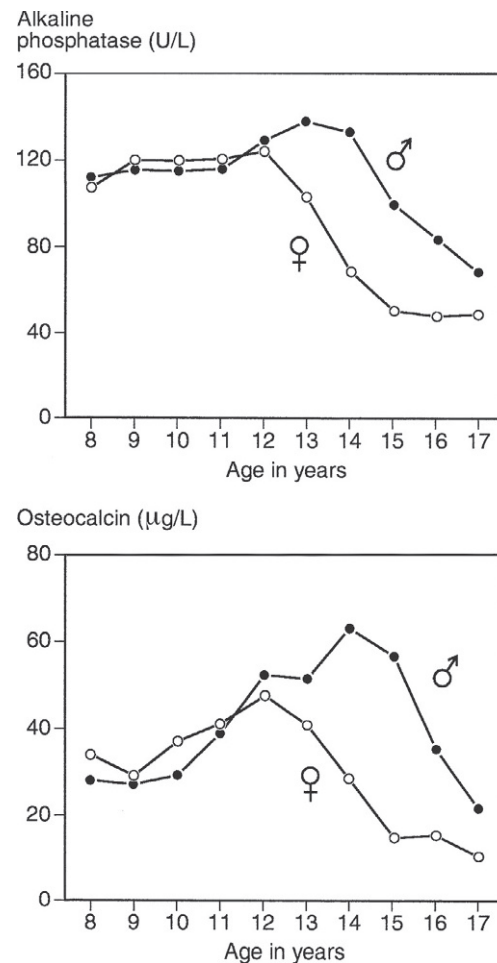 Alkaline
phosphatase (U/L)
160
120
80
40
0
♂
♀
8 9 10 11 12 13 14 15 16 17
Age in years
Osteocalcin (μg/L)
80
60
40
20
0
♂
♀
8 9 10 11 12 13 14 15 16 17
Age in years